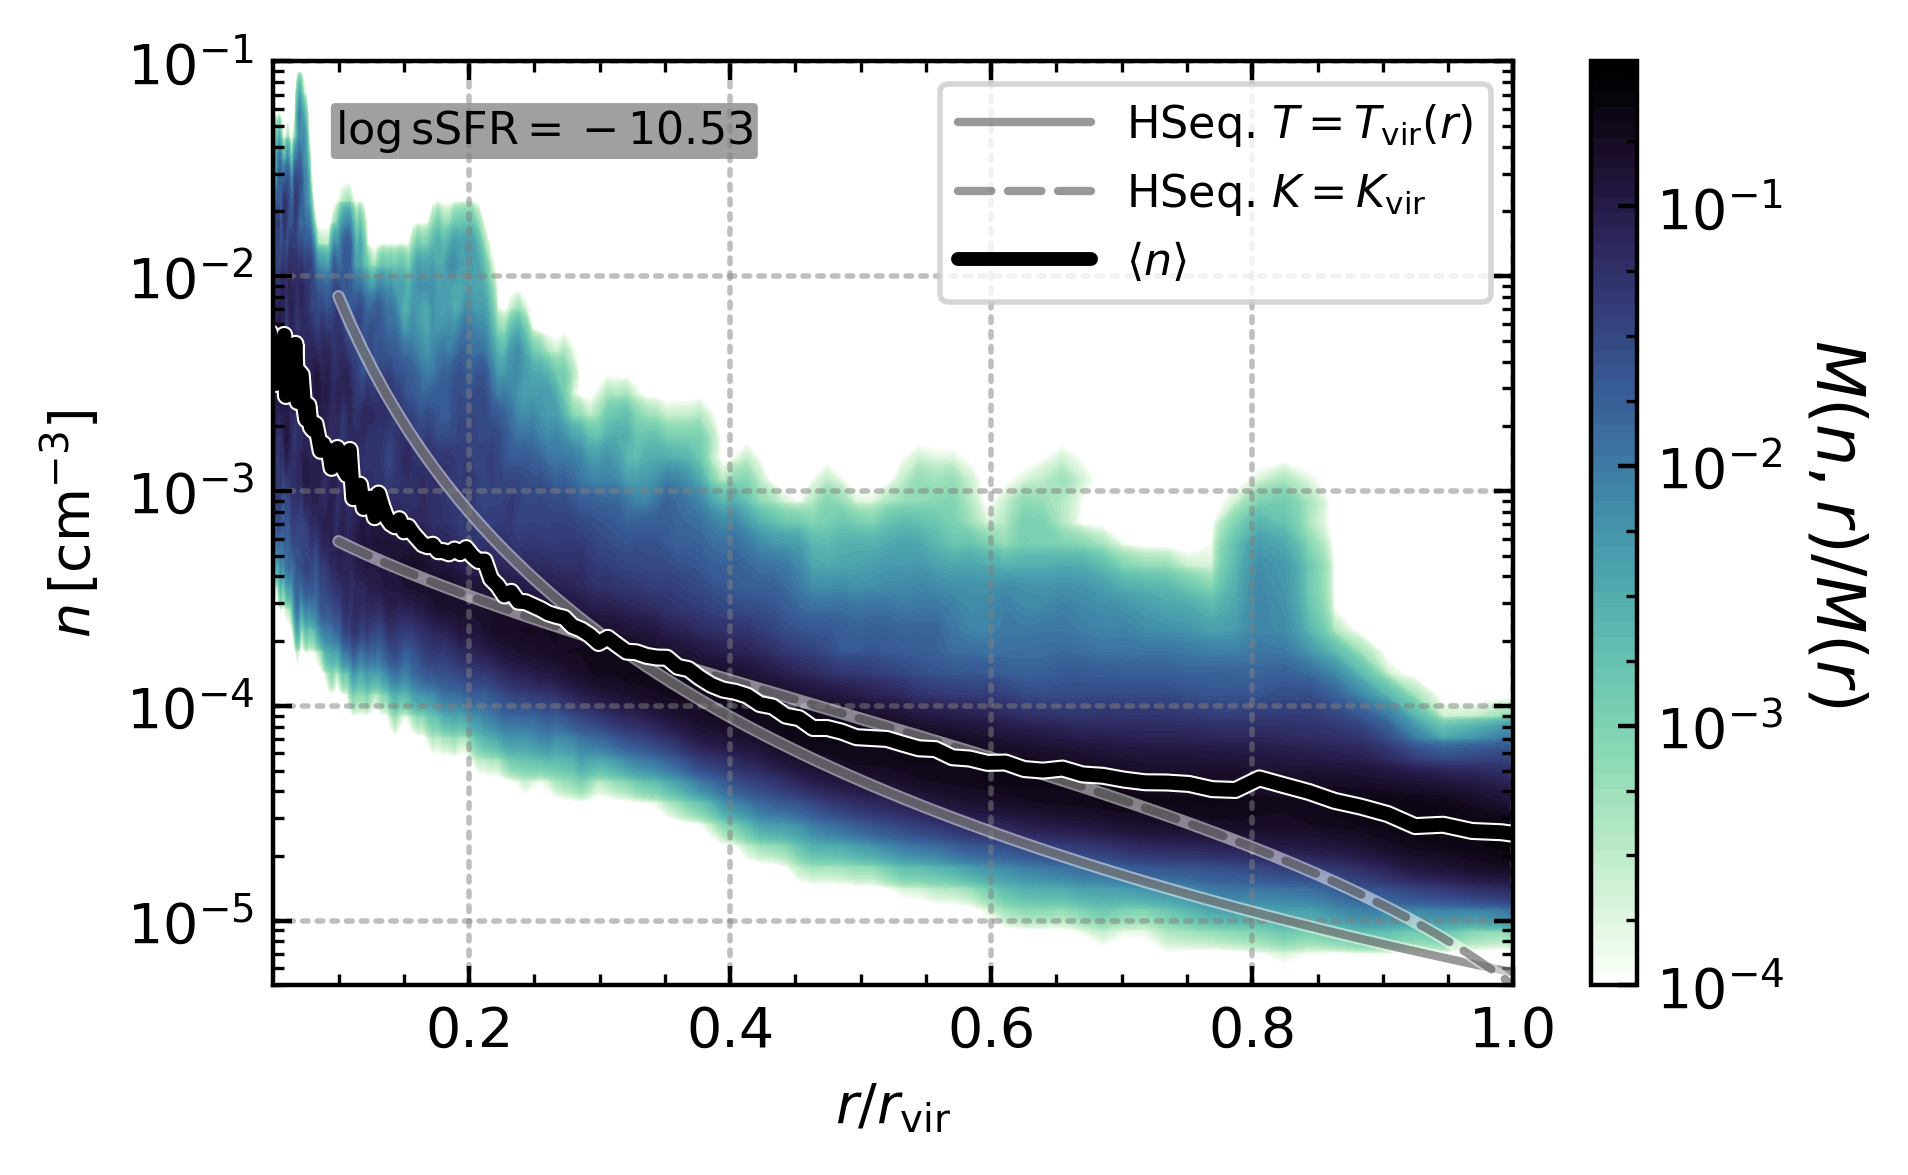 log sSFR = −10.53
HSeq. T = T_vir(r)
HSeq. K = K_vir
⟨n⟩
n [cm⁻³]
10⁻¹
10⁻²
10⁻³
10⁻⁴
10⁻⁵
0.2 0.4 0.6 0.8 1.0
r/r_vir
10⁻¹
10⁻²
10⁻³
10⁻⁴
M(n, r)/M(r)